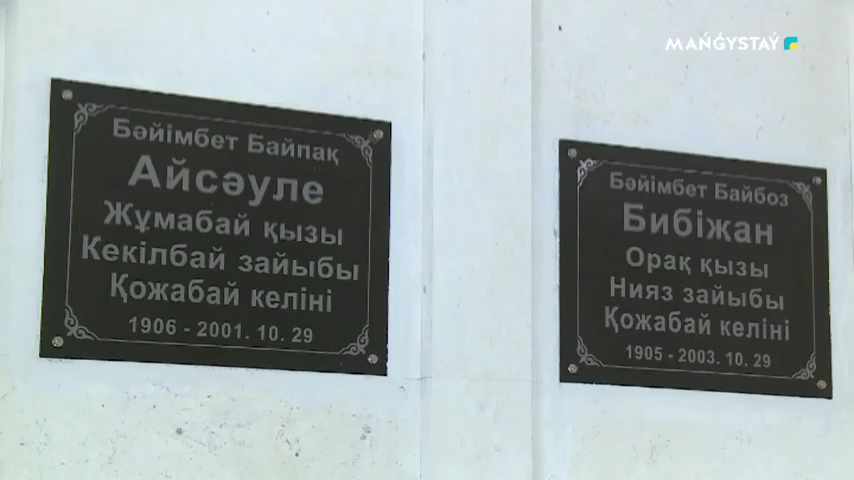 MAŃǴYSTAÝ
Бәйімбет Байпақ
Айсәуле
Жұмабай қызы
Кекілбай зайыбы
Қожабай келіні
1906 - 2001. 10. 29
Бәйімбет Байбоз
Бибіжан
Орақ қызы
Нияз зайыбы
Қожабай келіні
1905 - 2003. 10. 29